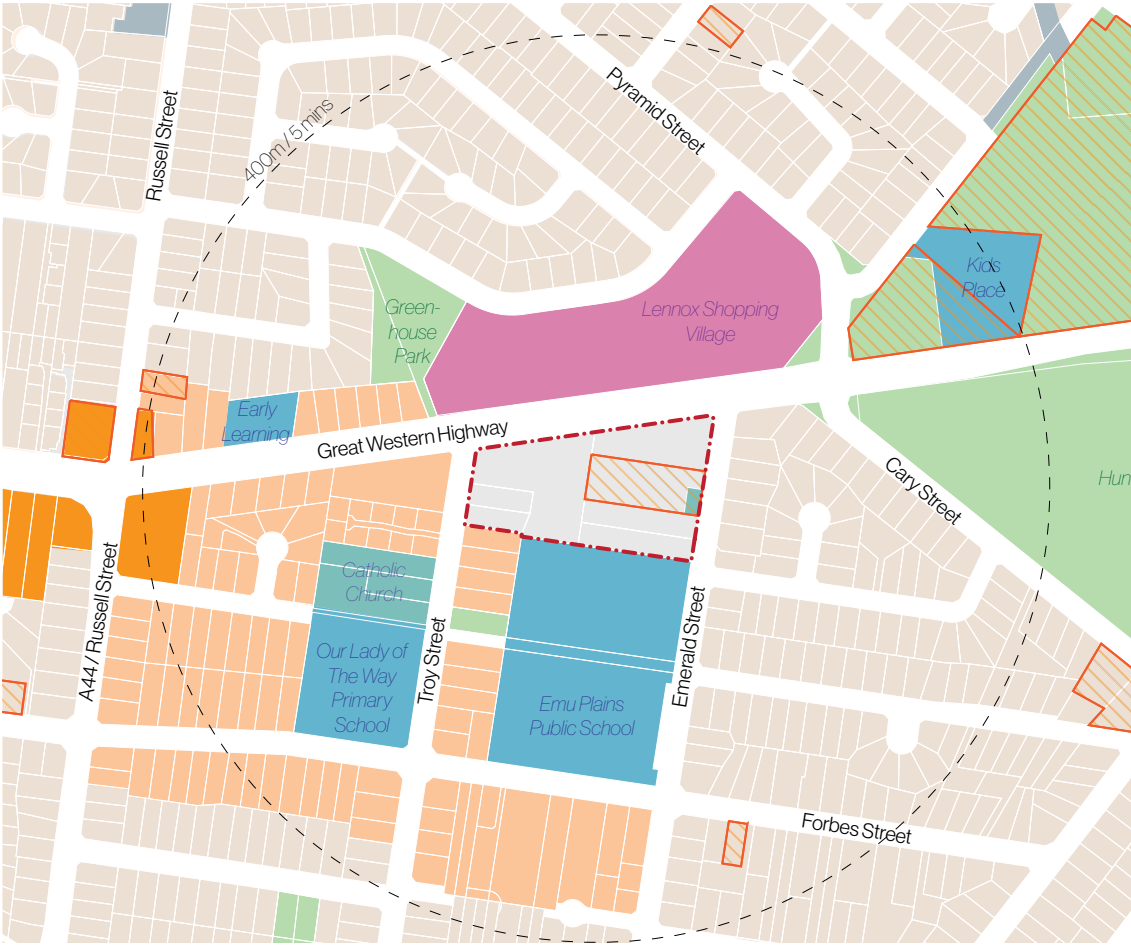 Pyramid Street
Russell Street
400m / 5 mins
Kids
Place
Green-
house
Park
Lennox Shopping
Village
Early
Learning
Great Western Highway
Cary Street
Hun
Catholic
Church
A44 / Russell Street
Our Lady of
The Way
Primary
School
Troy Street
Emerald Street
Emu Plains
Public School
Forbes Street